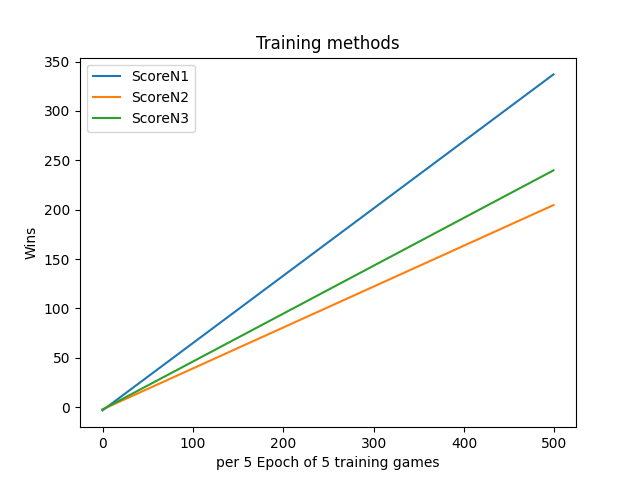 Training methods
ScoreN1
ScoreN2
ScoreN3
Wins
350
300
250
200
150
100
50
0
0 100 200 300 400 500
per 5 Epoch of 5 training games